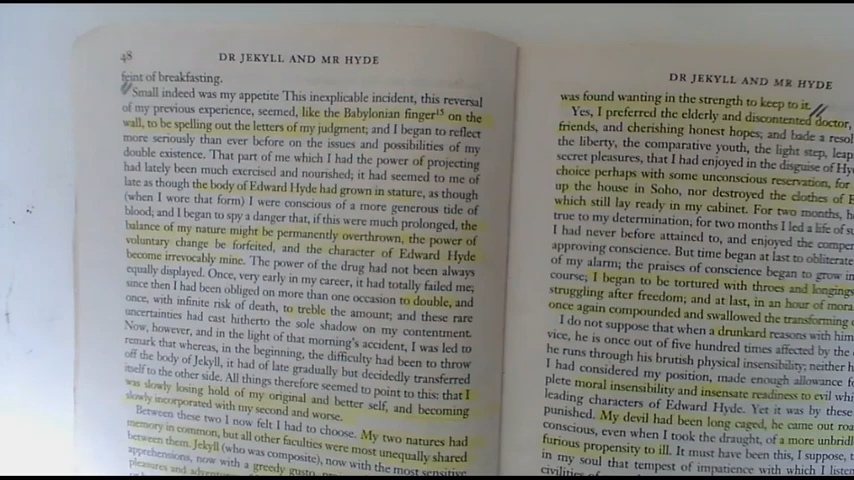 48
DR JEKYLL AND MR HYDE
feint of breakfasting.
Small indeed was my appetite This inexplicable incident, this reversal
of my previous experience, seemed, like the Babylonian finger¹⁵ on the
wall, to be spelling out the letters of my judgment; and I began to reflect
more seriously than ever before on the issues and possibilities of my
double existence. That part of me which I had the power of projecting
had lately been much exercised and nourished; it had seemed to me of
late as though the body of Edward Hyde had grown in stature, as though
(when I wore that form) I were conscious of a more generous tide of
blood; and I began to spy a danger that, if this were much prolonged, the
balance of my nature might be permanently overthrown, the power of
voluntary change be forfeited, and the character of Edward Hyde
become irrevocably mine. The power of the drug had not been always
equally displayed. Once, very early in my career, it had totally failed me;
since then I had been obliged on more than one occasion to double, and
once, with infinite risk of death, to treble the amount; and these rare
uncertainties had cast hitherto the sole shadow on my contentment.
Now, however, and in the light of that morning's accident, I was led to
remark that whereas, in the beginning, the difficulty had been to throw
off the body of Jekyll, it had of late gradually but decidedly transferred
itself to the other side. All things therefore seemed to point to this: that I
was slowly losing hold of my original and better self, and becoming
slowly incorporated with my second and worse.
Between these two I now felt I had to choose. My two natures had
memory in common, but all other faculties were most unequally shared
between them. Jekyll (who was composite), now with the most sensitive
apprehensions, now with a greedy gusto,
pleasures and
DR JEKYLL AND MR HYDE
was found wanting in the strength to keep to it.
Yes, I preferred the elderly and discontented doctor,
friends, and cherishing honest hopes; and bade a resol
the liberty, the comparative youth, the light step, leap
secret pleasures, that I had enjoyed in the disguise of Hy
choice perhaps with some unconscious reservation, for
up the house in Soho, nor destroyed the clothes of E
which still lay ready in my cabinet. For two months, h
true to my determination; for two months I led a life of su
I had never before attained to, and enjoyed the compen
approving conscience. But time began at last to obliterate
of my alarm; the praises of conscience began to grow in
course; I began to be tortured with throes and longings
struggling after freedom; and at last, in an hour of mora
once again compounded and swallowed the transforming
I do not suppose that when a drunkard reasons with him
vice, he is once out of five hundred times affected by the
he runs through his brutish physical insensibility; neither h
I had considered my position, made enough allowance fo
plete moral insensibility and insensate readiness to evil whi
leading characters of Edward Hyde. Yet it was by these
punished. My devil had been long caged, he came out roa
conscious, even when I took the draught, of a more unbridl
furious propensity to ill. It must have been this, I suppose, t
in my soul that tempest of impatience with which I listen
civilities of